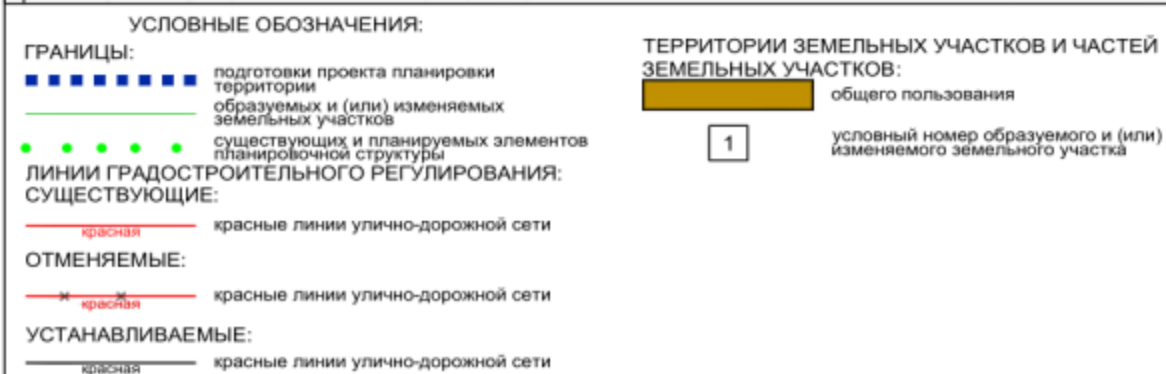 УСЛОВНЫЕ ОБОЗНАЧЕНИЯ:
ГРАНИЦЫ:
подготовки проекта планировки
территории
образуемых и (или) изменяемых
земельных участков
существующих и планируемых элементов
планировочной структуры
ЛИНИИ ГРАДОСТРОИТЕЛЬНОГО РЕГУЛИРОВАНИЯ:
СУЩЕСТВУЮЩИЕ:
красная
красные линии улично-дорожной сети
ОТМЕНЯЕМЫЕ:
красная
красные линии улично-дорожной сети
УСТАНАВЛИВАЕМЫЕ:
красная
красные линии улично-дорожной сети
ТЕРРИТОРИИ ЗЕМЕЛЬНЫХ УЧАСТКОВ И ЧАСТЕЙ
ЗЕМЕЛЬНЫХ УЧАСТКОВ:
общего пользования
1
условный номер образуемого и (или)
изменяемого земельного участка